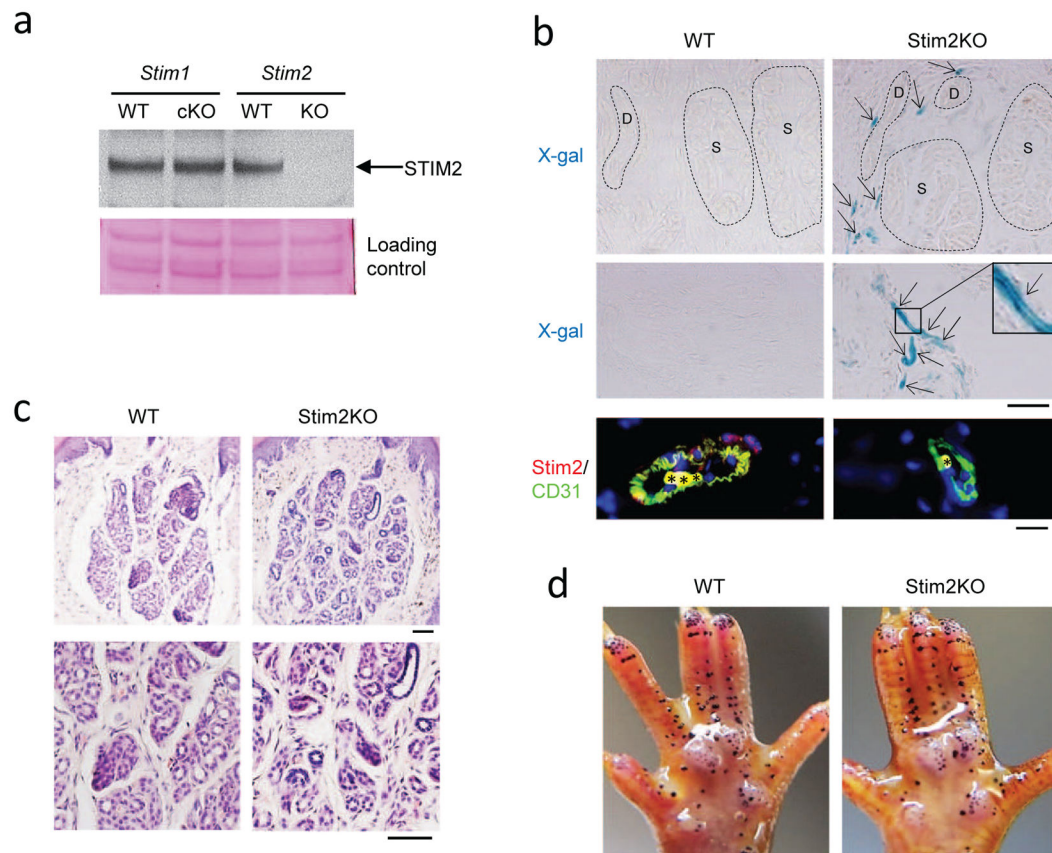 a
Stim1 Stim2
WT cKO WT KO
STIM2
Loading
control
b
WT Stim2KO
X-gal
D
S
S
D
D
S
S
X-gal
Stim2/
CD31
* * *
*
c
WT Stim2KO
d
WT Stim2KO